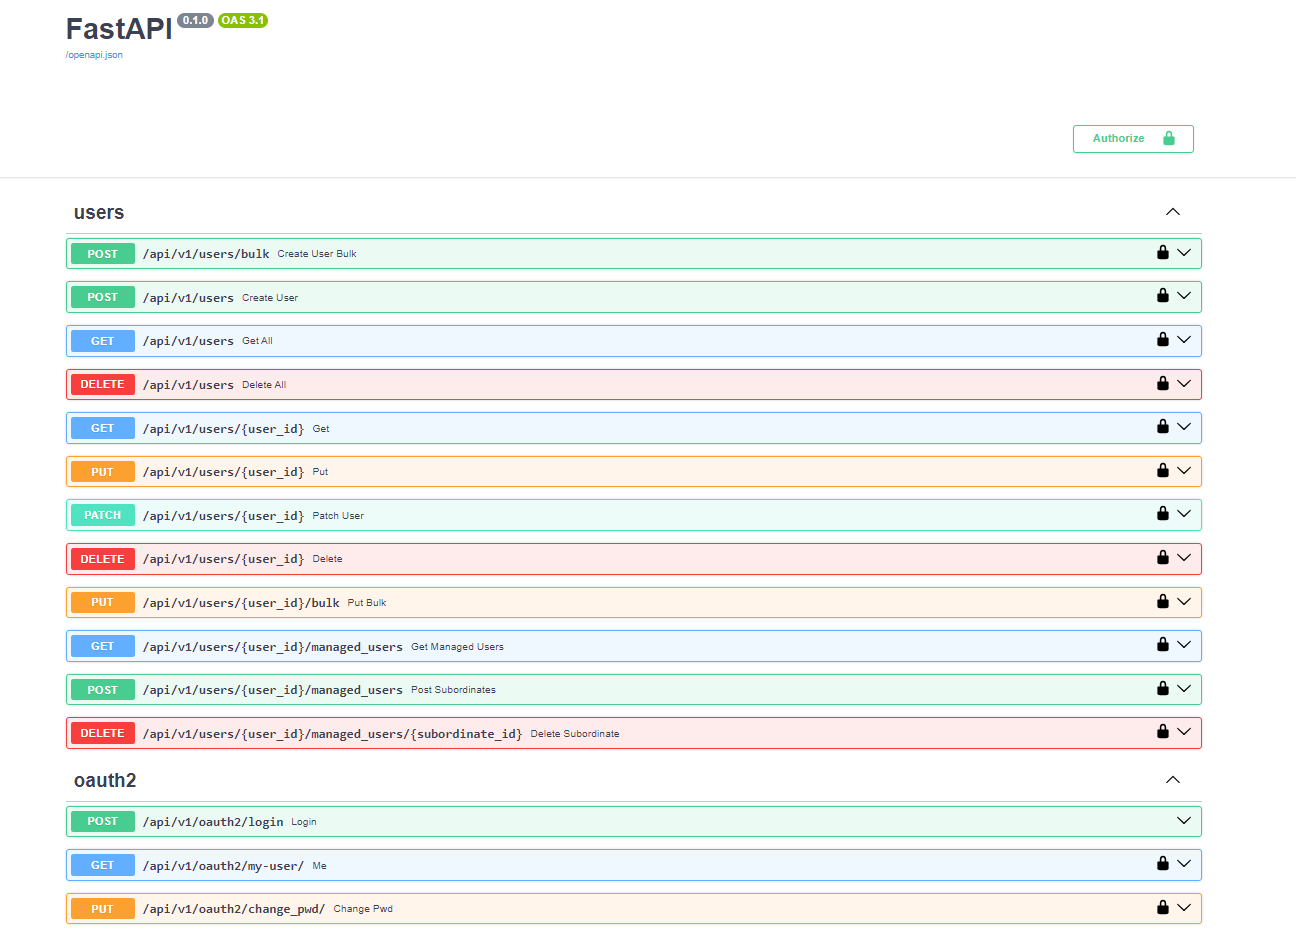 FastAPI 0.1.0 OAS 3.1
/openapi.json
Authorize
users
POST /api/v1/users/bulk Create User Bulk
POST /api/v1/users Create User
GET /api/v1/users Get All
DELETE /api/v1/users Delete All
GET /api/v1/users/{user_id} Get
PUT /api/v1/users/{user_id} Put
PATCH /api/v1/users/{user_id} Patch User
DELETE /api/v1/users/{user_id} Delete
PUT /api/v1/users/{user_id}/bulk Put Bulk
GET /api/v1/users/{user_id}/managed_users Get Managed Users
POST /api/v1/users/{user_id}/managed_users Post Subordinates
DELETE /api/v1/users/{user_id}/managed_users/{subordinate_id} Delete Subordinate
oauth2
POST /api/v1/oauth2/login Login
GET /api/v1/oauth2/my-user/ Me
PUT /api/v1/oauth2/change_pwd/ Change Pwd